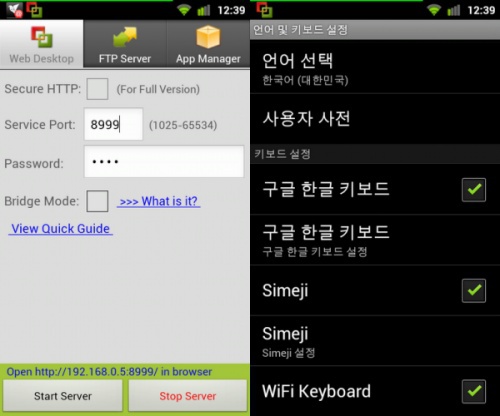 12:39
Web Desktop
FTP Server
App Manager
Secure HTTP: (For Full Version)
Service Port: 8999 (1025-65534)
Password: ••••
Bridge Mode: >>> What is it?
View Quick Guide
Open http://192.168.0.5:8999/ in browser
Start Server
Stop Server
12:39
언어 및 키보드 설정
언어 선택
한국어 (대한민국)
사용자 사전
키보드 설정
구글 한글 키보드
구글 한글 키보드
구글 한글 키보드 설정
Simeji
Simeji
Simeji 설정
WiFi Keyboard